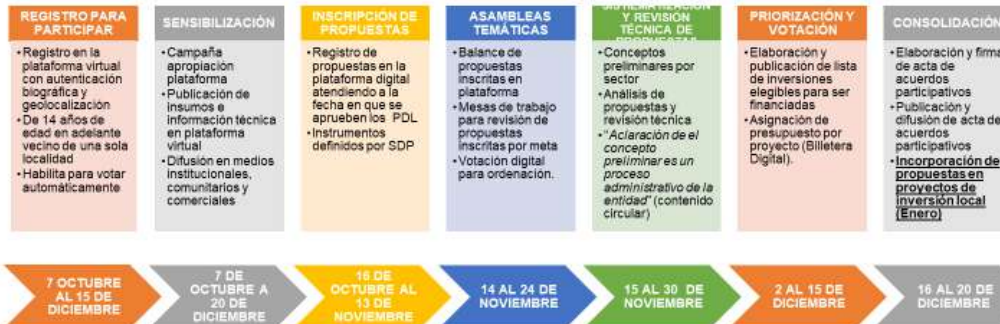 REGISTRO PARA
PARTICIPAR
•Registro en la
plataforma virtual
con autenticación
biográfica y
geolocalización
•De 14 años de
edad en adelante
vecino de una sola
localidad
•Habilita para votar
automáticamente
SENSIBILIZACIÓN
•Campaña
apropiación
plataforma
•Publicación de
insumos e
información técnica
en plataforma
virtual
•Difusión en medios
institucionales,
comunitarios y
comerciales
INSCRIPCIÓN DE
PROPUESTAS
•Registro de
propuestas en la
plataforma digital
atendiendo a la
fecha en que se
aprueben los PDL
•Instrumentos
definidos por SDP
ASAMBLEAS
TEMÁTICAS
•Balance de
propuestas
inscritas en
plataforma
•Mesas de trabajo
para revisión de
propuestas
inscritas por meta
•Votación digital
para ordenación.
SISTEMATIZACIÓN
Y REVISIÓN
TÉCNICA DE
PROPUESTAS
•Conceptos
preliminares por
sector
•Análisis de
propuestas y
revisión técnica
•"Aclaración de el
concepto
preliminar es un
proceso
administrativo de la
entidad" (contenido
circular)
PRIORIZACIÓN Y
VOTACIÓN
•Elaboración y
publicación de lista
de inversiones
elegibles para ser
financiadas
•Asignación de
presupuesto por
proyecto (Billetera
Digital).
CONSOLIDACIÓN
•Elaboración y firma
de acta de
acuerdos
participativos
•Publicación y
difusión de acta de
acuerdos
participativos
•Incorporación de
propuestas en
proyectos de
inversión local
(Enero)
7 OCTUBRE
AL 15 DE
DICIEMBRE
7 DE
OCTUBRE A
20 DE
DICIEMBRE
16 DE
OCTUBRE AL
13 DE
NOVIEMBRE
14 AL 24 DE
NOVIEMBRE
15 AL 30 DE
NOVIEMBRE
2 AL 15 DE
DICIEMBRE
16 AL 20 DE
DICIEMBRE